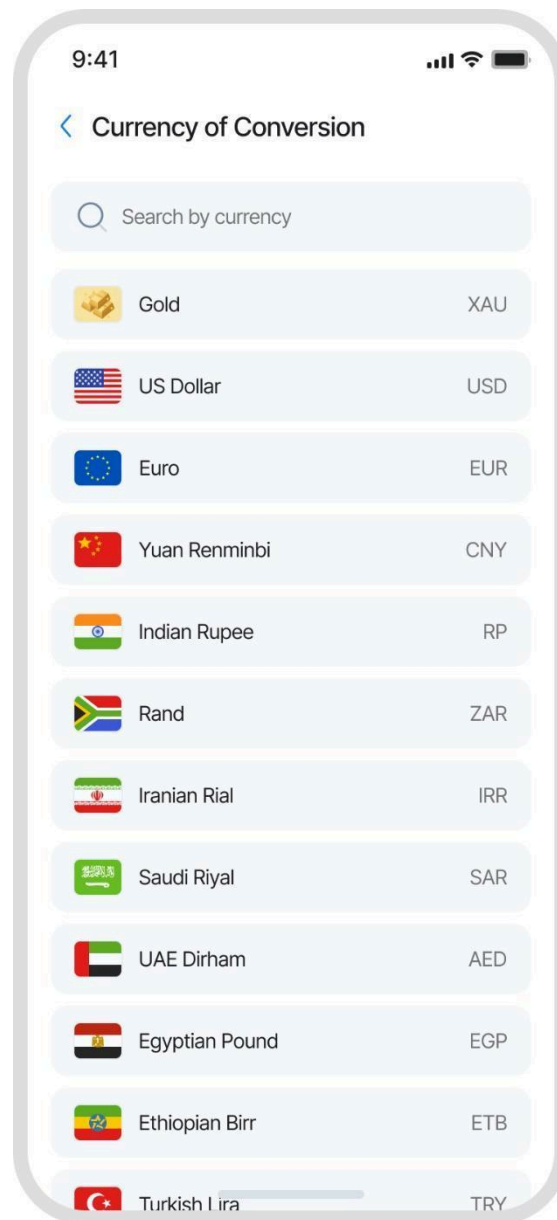 9:41
Currency of Conversion
Search by currency
Gold XAU
US Dollar USD
Euro EUR
Yuan Renminbi CNY
Indian Rupee RP
Rand ZAR
Iranian Rial IRR
Saudi Riyal SAR
UAE Dirham AED
Egyptian Pound EGP
Ethiopian Birr ETB
Turkish Lira TRY